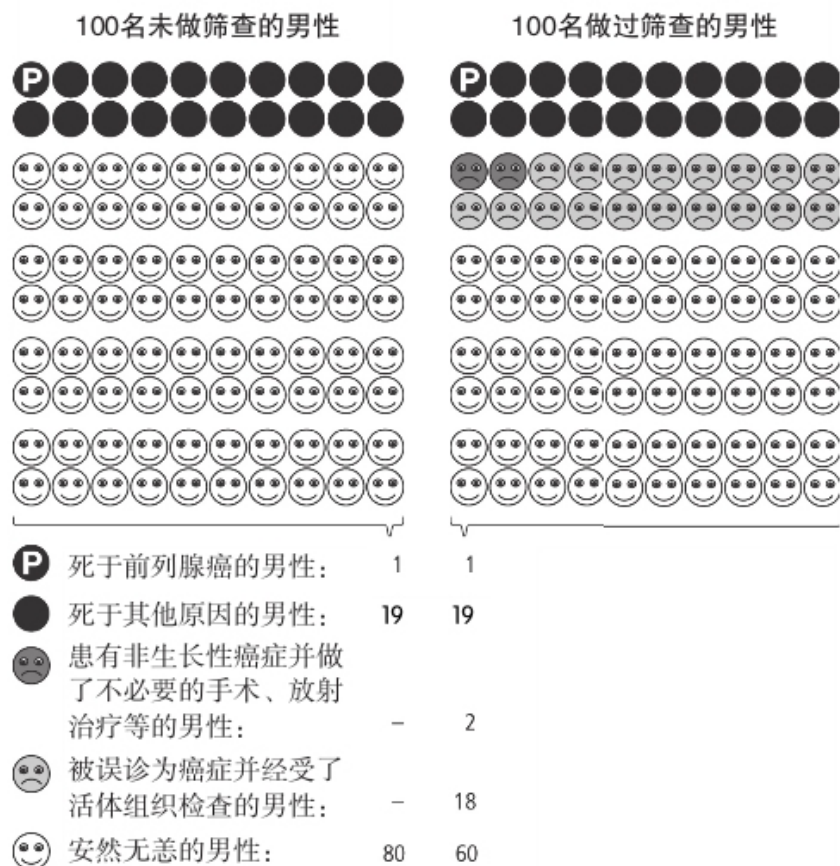 100名未做筛查的男性 100名做过筛查的男性
P P
P 死于前列腺癌的男性： 1 1
死于其他原因的男性： 19 19
患有非生长性癌症并做
了不必要的手术、放射
治疗等的男性： – 2
被误诊为癌症并经受了
活体组织检查的男性： – 18
安然无恙的男性： 80 60